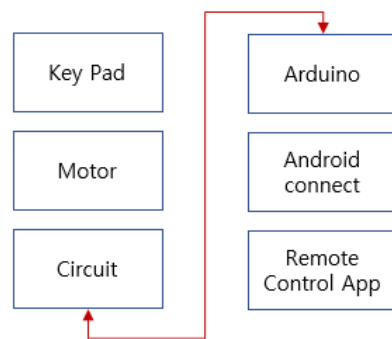 Key Pad
Motor
Circuit
Arduino
Android
connect
Remote
Control App